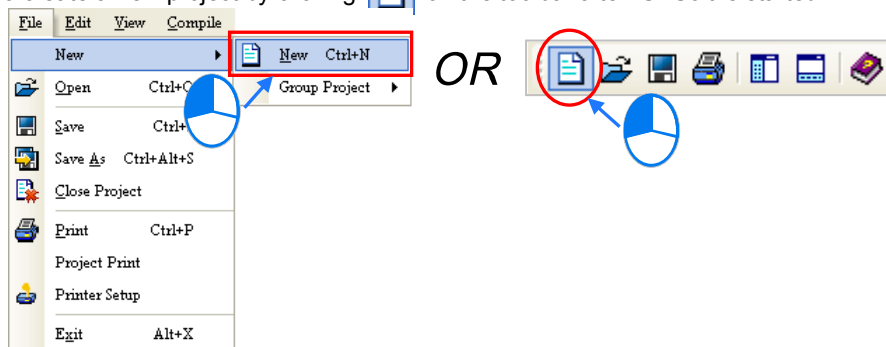 File Edit View Compile
New
New Ctrl+N
OR
Open
Group Project
Save
Save As Ctrl+Alt+S
Close Project
Print Ctrl+P
Project Print
Printer Setup
Exit Alt+X